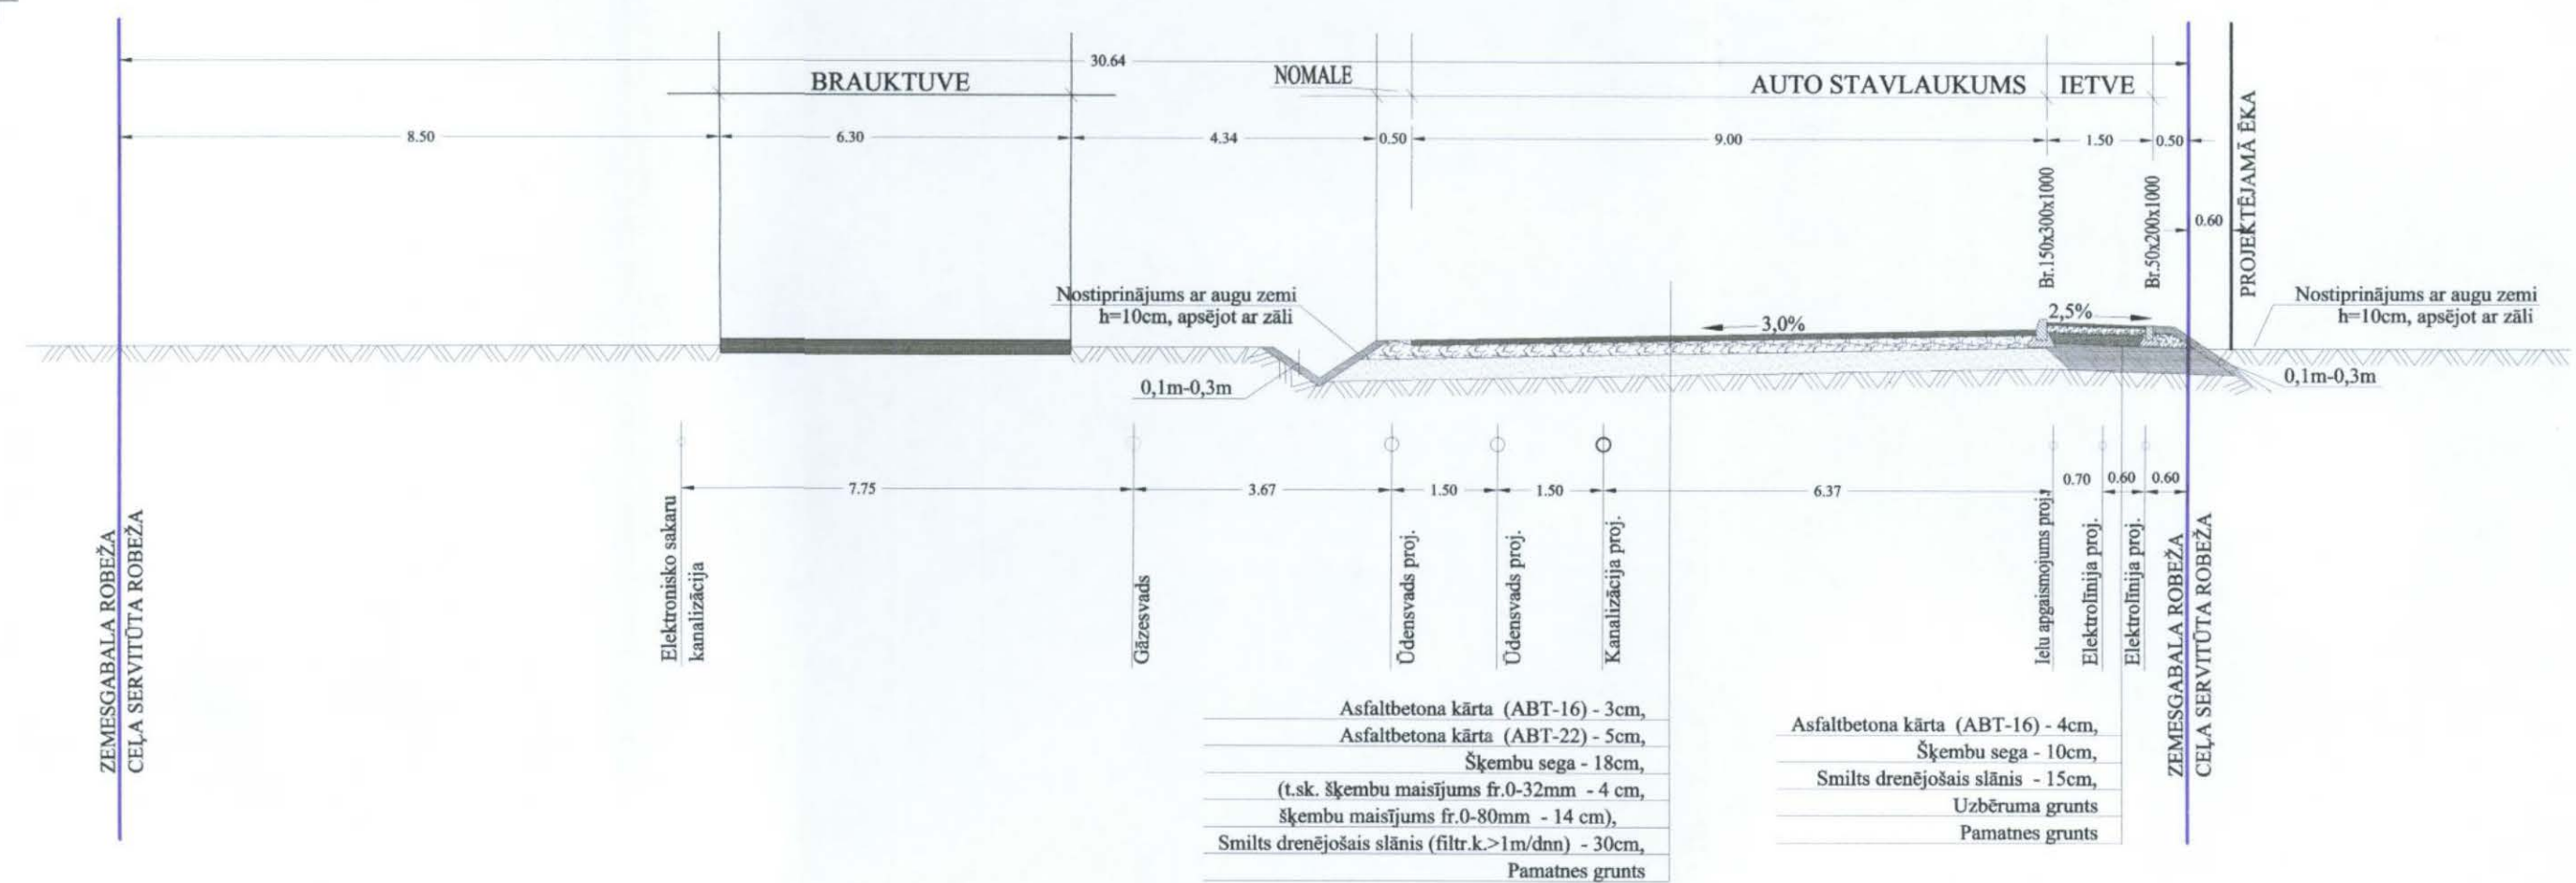 30.64
BRAUKTUVE
NOMALE
AUTO STAVLAUKUMS
IETVE
8.50
6.30
4.34
0.50
9.00
1.50
0.50
PROJEKTĒJAMĀ ĒKA
Br.150x300x1000
Br.50x200x1000
0.60
Nostiprinājums ar augu zemi
h=10cm, apsējot ar zāli
3,0%
2,5%
Nostiprinājums ar augu zemi
h=10cm, apsējot ar zāli
0,1m-0,3m
0,1m-0,3m
7.75
3.67
1.50
1.50
6.37
0.70
0.60
0.60
ZEMESGABALA ROBEŽA
CEĻA SERVITŪTA ROBEŽA
Elektronisko sakaru
kanalizācija
Gāzesvads
Ūdensvads proj.
Ūdensvads proj.
Kanalizācija proj.
Ielu apgaismojums proj.
Elektrolīnija proj.
Elektrolīnija proj.
ZEMESGABALA ROBEŽA
CEĻA SERVITŪTA ROBEŽA
Asfaltbetona kārta (ABT-16) - 3cm,
Asfaltbetona kārta (ABT-22) - 5cm,
Šķembu sega - 18cm,
(t.sk. šķembu maisījums fr.0-32mm - 4 cm,
šķembu maisījums fr.0-80mm - 14 cm),
Smilts drenējošais slānis (filtr.k.>1m/dnn) - 30cm,
Pamatnes grunts
Asfaltbetona kārta (ABT-16) - 4cm,
Šķembu sega - 10cm,
Smilts drenējošais slānis - 15cm,
Uzbēruma grunts
Pamatnes grunts